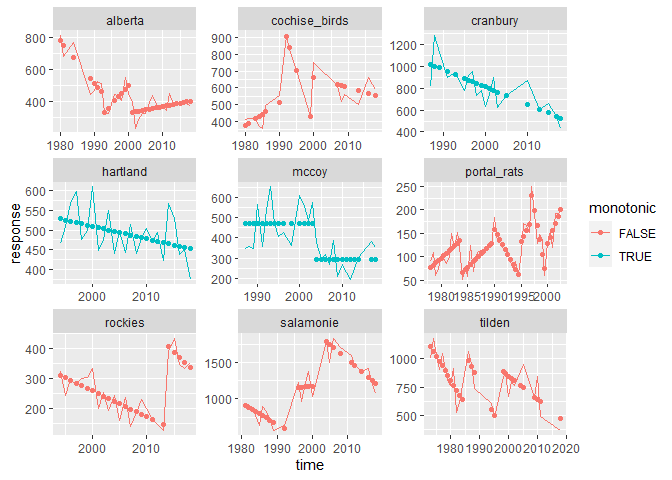 alberta cochise_birds cranbury
800
600
400
1980 1990 2000 2010
900
800
700
600
500
400
1980 1990 2000 2010
1200
1000
800
600
400
1990 2000 2010
hartland mccoy portal_rats
600
550
500
450
400
2000 2010
600
500
400
300
200
1990 2000 2010
250
200
150
100
50
1980 1985 1990 1995 2000
rockies salamonie tilden
400
300
200
2000 2010
1500
1000
1980 1990 2000 2010
1000
750
500
1980 1990 2000 2010 2020
response
time
monotonic
FALSE
TRUE